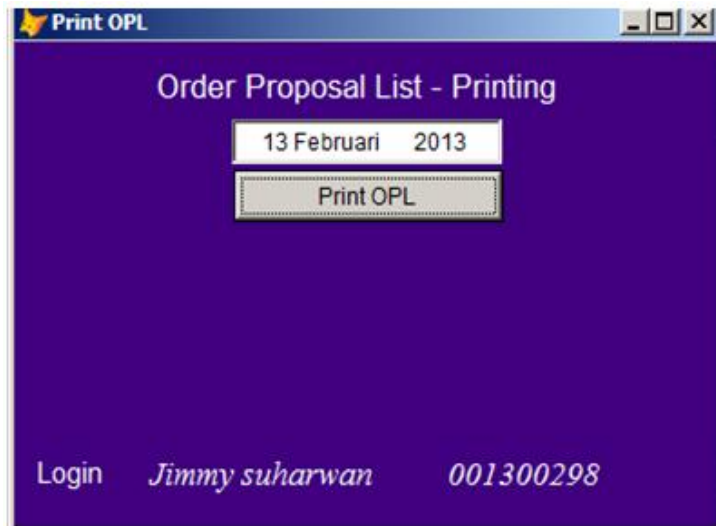 Print OPL
Order Proposal List - Printing
13 Februari 2013
Print OPL
Login Jimmy suharwan 001300298